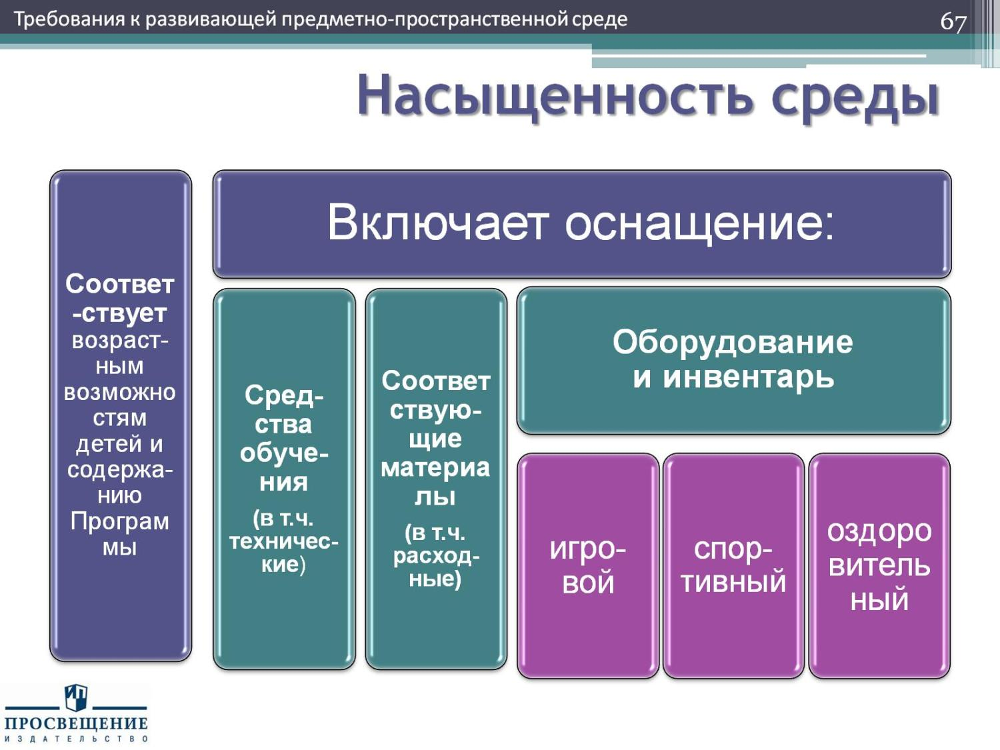 Требования к развивающей предметно-пространственной среде
67
Насыщенность среды
Соответ
-ствует
возраст-
ным
возможно
стям
детей и
содержа-
нию
Програм
мы
Включает оснащение:
Сред-
ства
обуче-
ния
(в т.ч.
техничес-
кие)
Соответ
ствую-
щие
материа
лы
(в т.ч.
расход-
ные)
Оборудование
и инвентарь
игро-
вой
спор-
тивный
оздоро
витель
ный
ИП
ПРОСВЕЩЕНИЕ
ИЗДАТЕЛЬСТВО